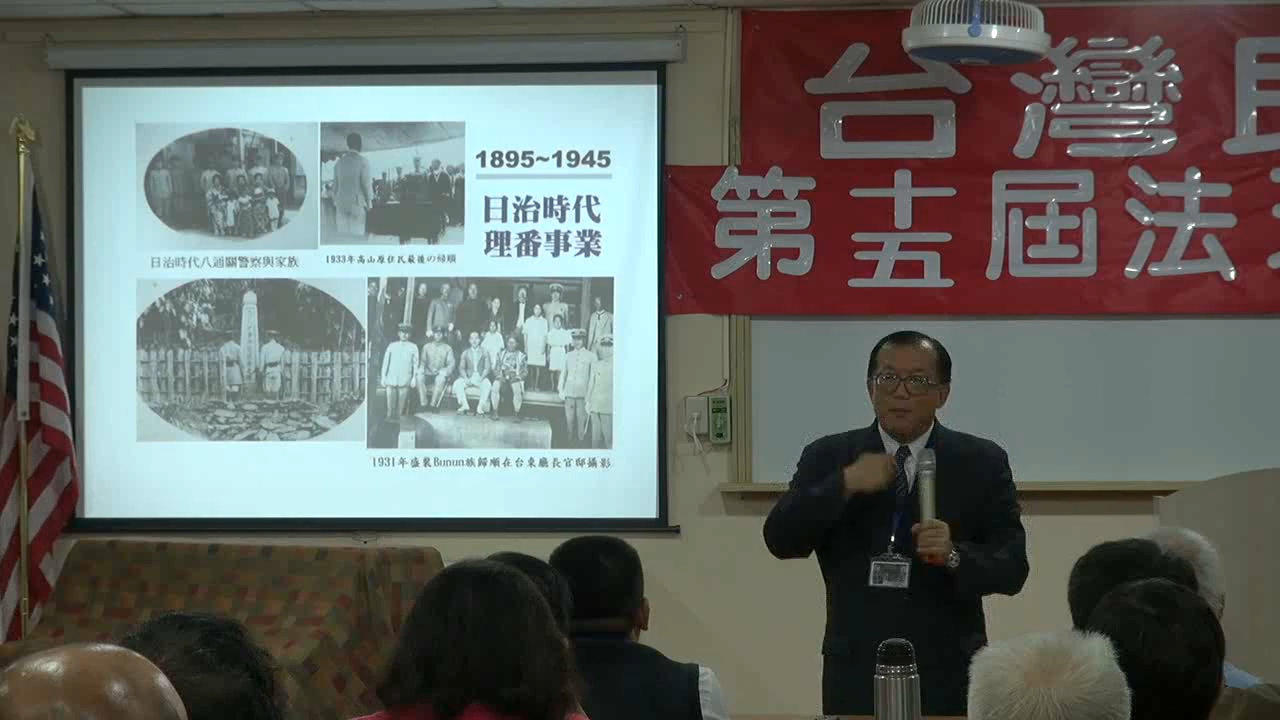 1895~1945
日治時代
理番事業
日治時代八通關警察與家族
1933年高山原住民最後の歸順
1931年盛裝Bunun族歸順在台東廳長官邸攝影
台灣
第十五屆法